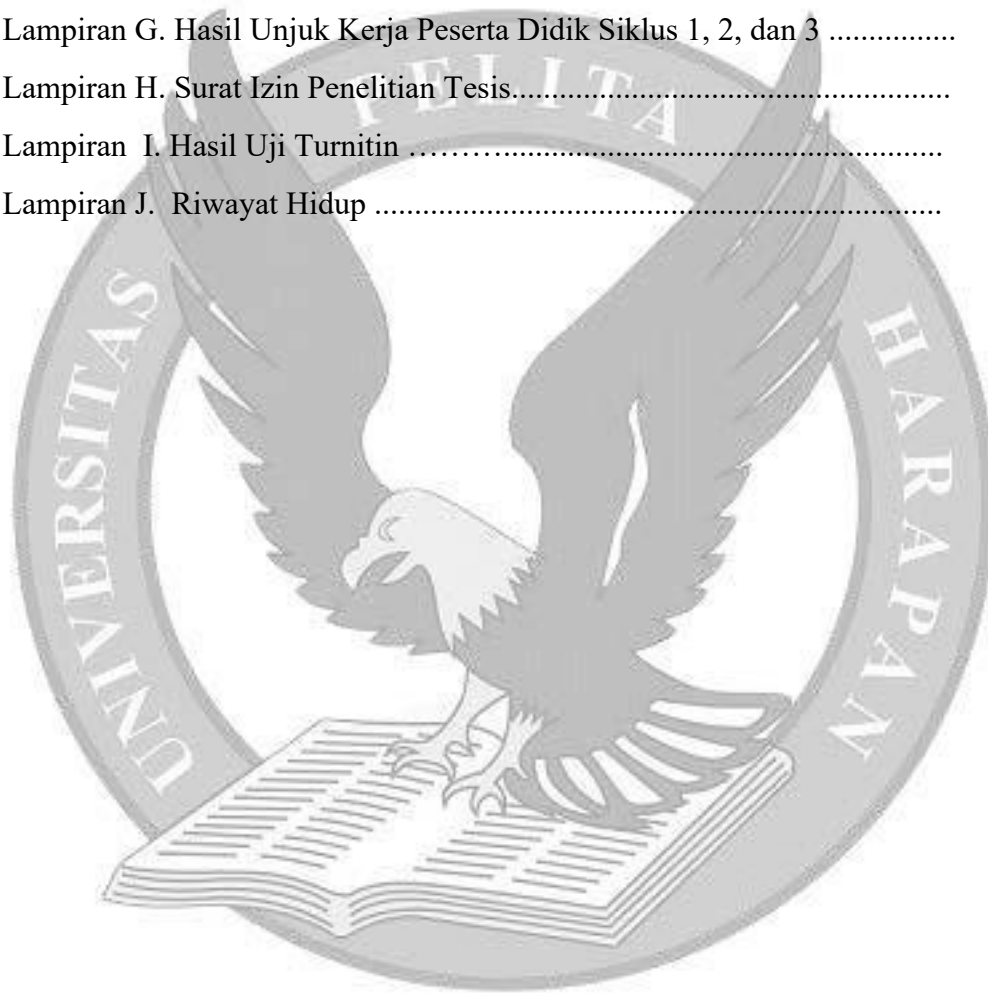 Lampiran G. Hasil Unjuk Kerja Peserta Didik Siklus 1, 2, dan 3 ................
Lampiran H. Surat Izin Penelitian Tesis........................................................
Lampiran  I. Hasil Uji Turnitin ………........................................................
Lampiran J.  Riwayat Hidup ........................................................................
UNIVERSITAS PELITA HARAPAN